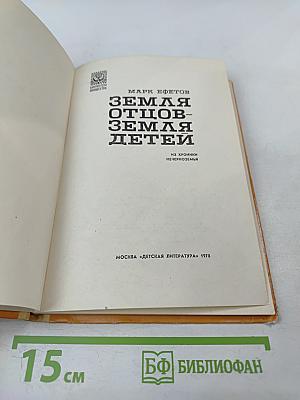 МАРК ЕФЕТОВ
ЗЕМЛЯ
ОТЦОВ-
ЗЕМЛЯ
ДЕТЕЙ
ИЗ ХРОНИКИ
НЕЧЕРНОЗЕМЬЯ
МОСКВА «ДЕТСКАЯ ЛИТЕРАТУРА» 1978
15 см
БФ БИБЛИОФАН